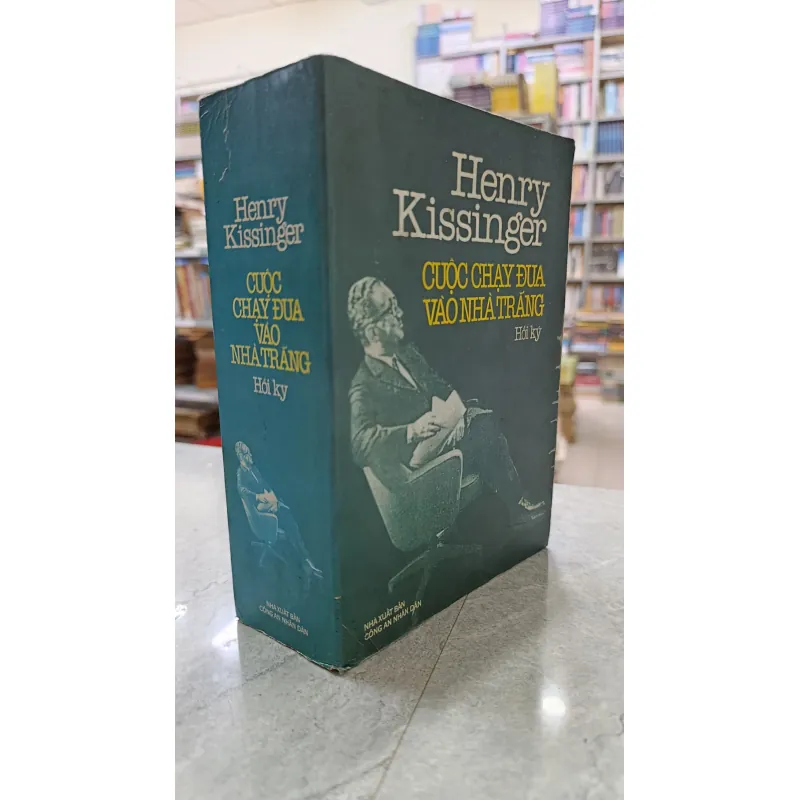 Henry
Kissinger
CUỘC
CHẠY ĐUA
VÀO
NHÀ TRẮNG
Hồi ký
NHÀ XUẤT BẢN
CÔNG AN NHÂN DÂN
Henry
Kissinger
CUỘC CHẠY ĐUA
VÀO NHÀ TRẮNG
Hồi ký
NHÀ XUẤT BẢN
CÔNG AN NHÂN DÂN